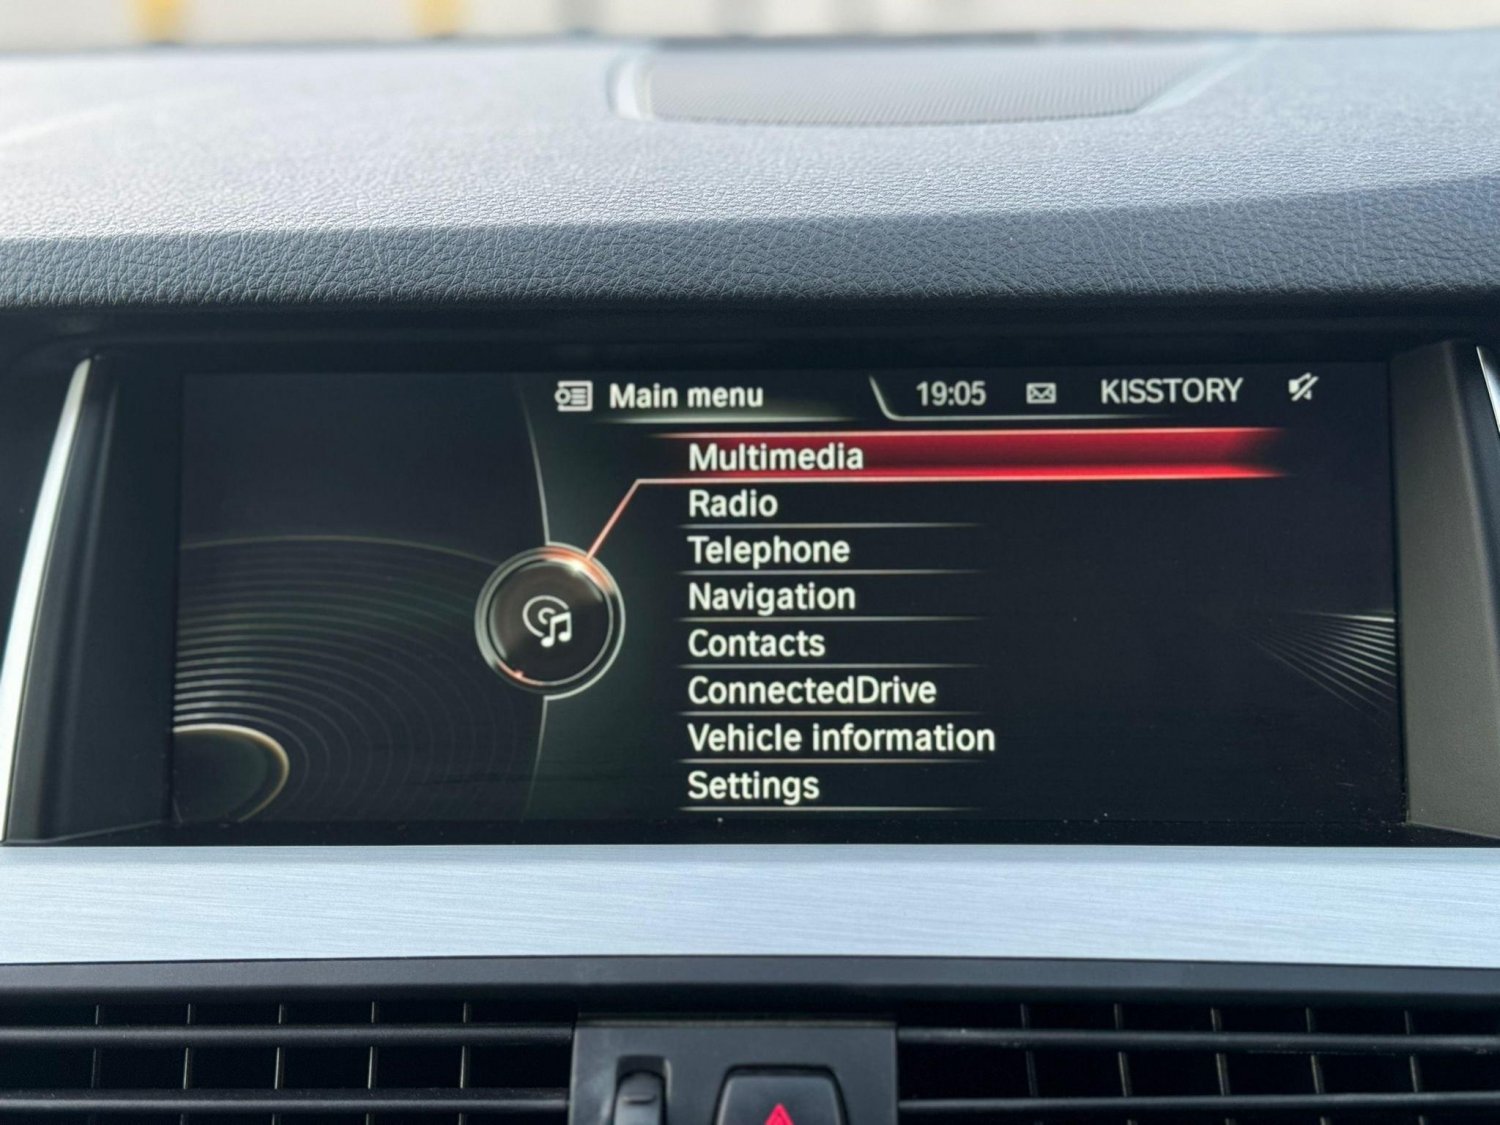 Main menu 19:05 KISSTORY
Multimedia
Radio
Telephone
Navigation
Contacts
ConnectedDrive
Vehicle information
Settings